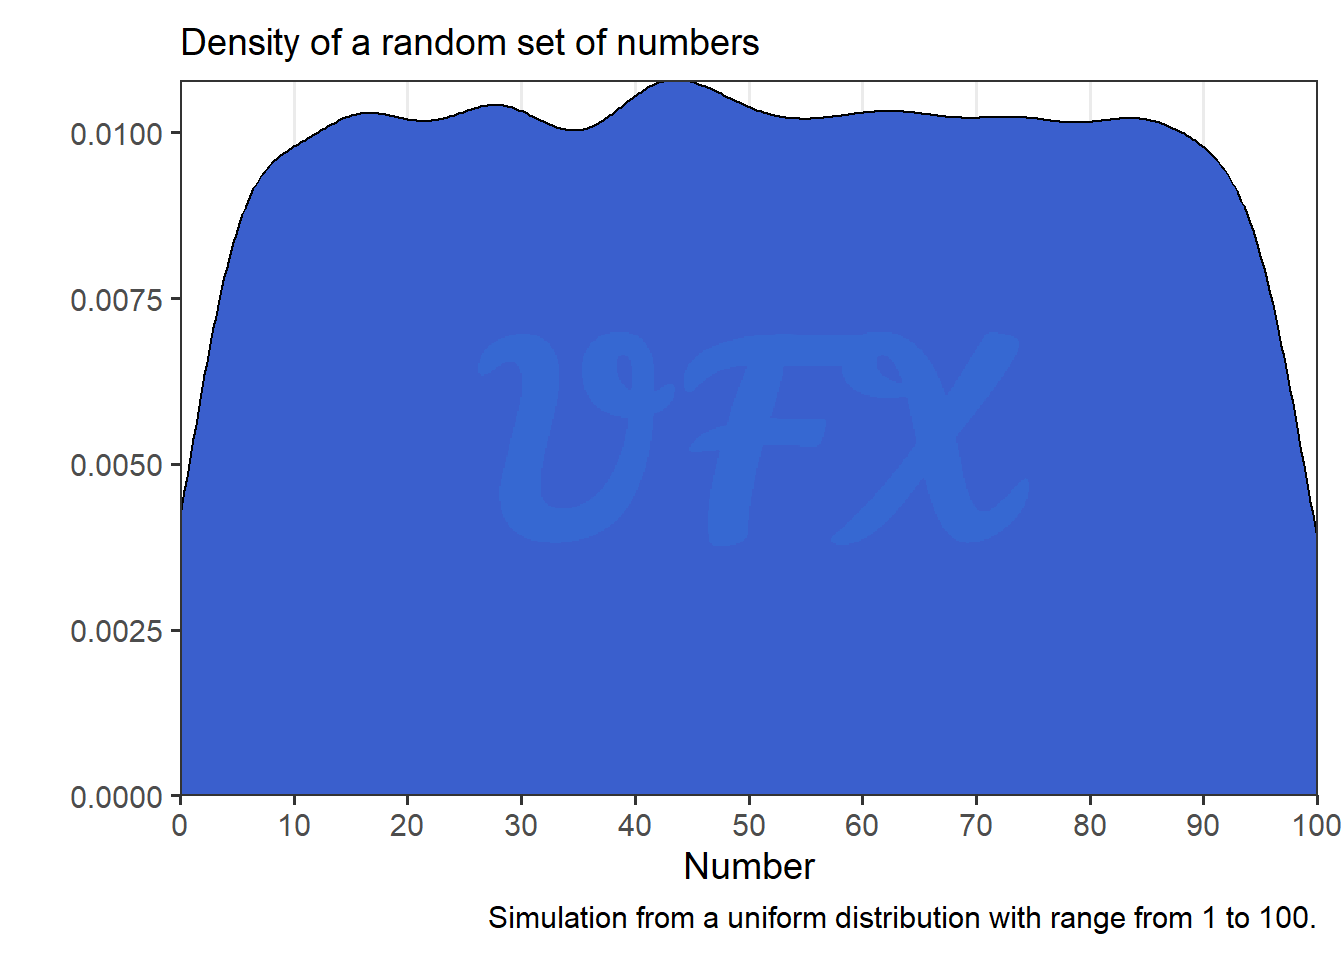 Density of a random set of numbers
0.0100
0.0075
0.0050
0.0025
0.0000
VFX
0 10 20 30 40 50 60 70 80 90 100
Number
Simulation from a uniform distribution with range from 1 to 100.